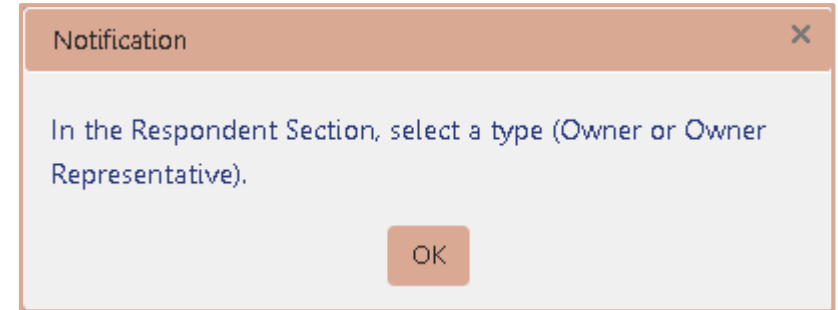 Notification
In the Respondent Section, select a type (Owner or Owner
Representative).
OK